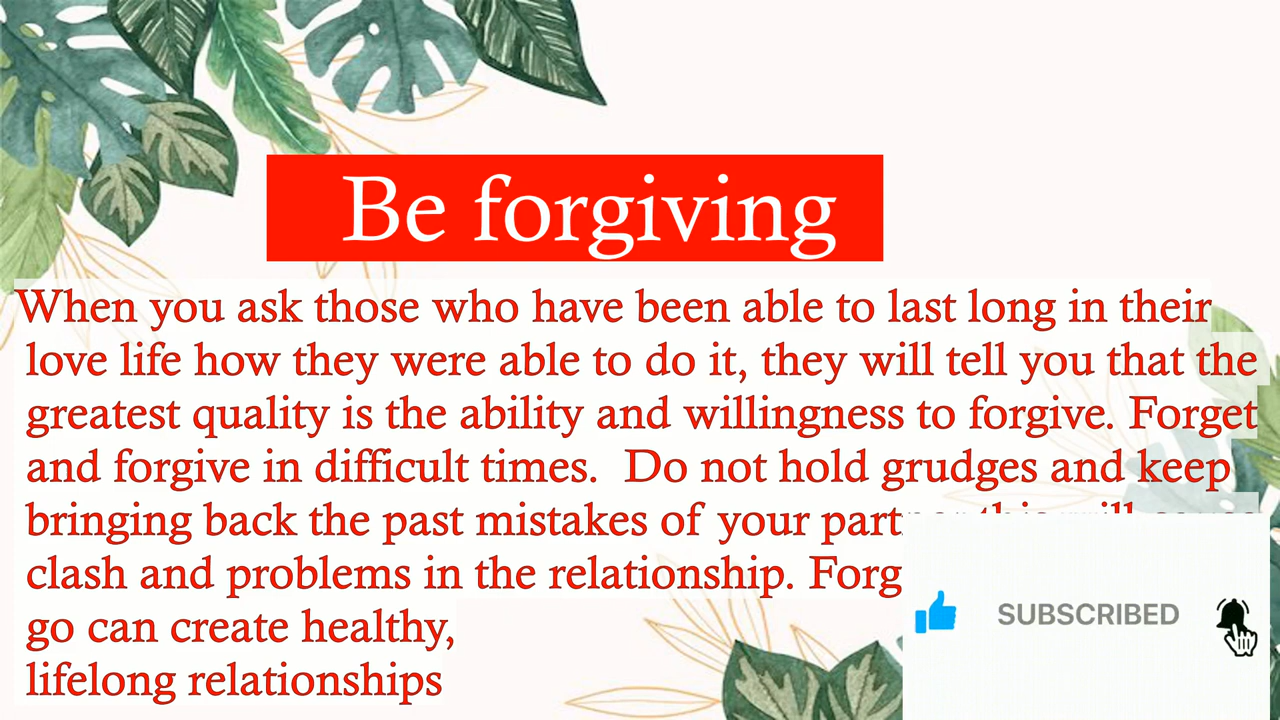 Be forgiving
When you ask those who have been able to last long in their
love life how they were able to do it, they will tell you that the
greatest quality is the ability and willingness to forgive. Forget
and forgive in difficult times.  Do not hold grudges and keep
bringing back the past mistakes of your
clash and problems in the relationship.
go can create healthy,
lifelong relationships
SUBSCRIBED